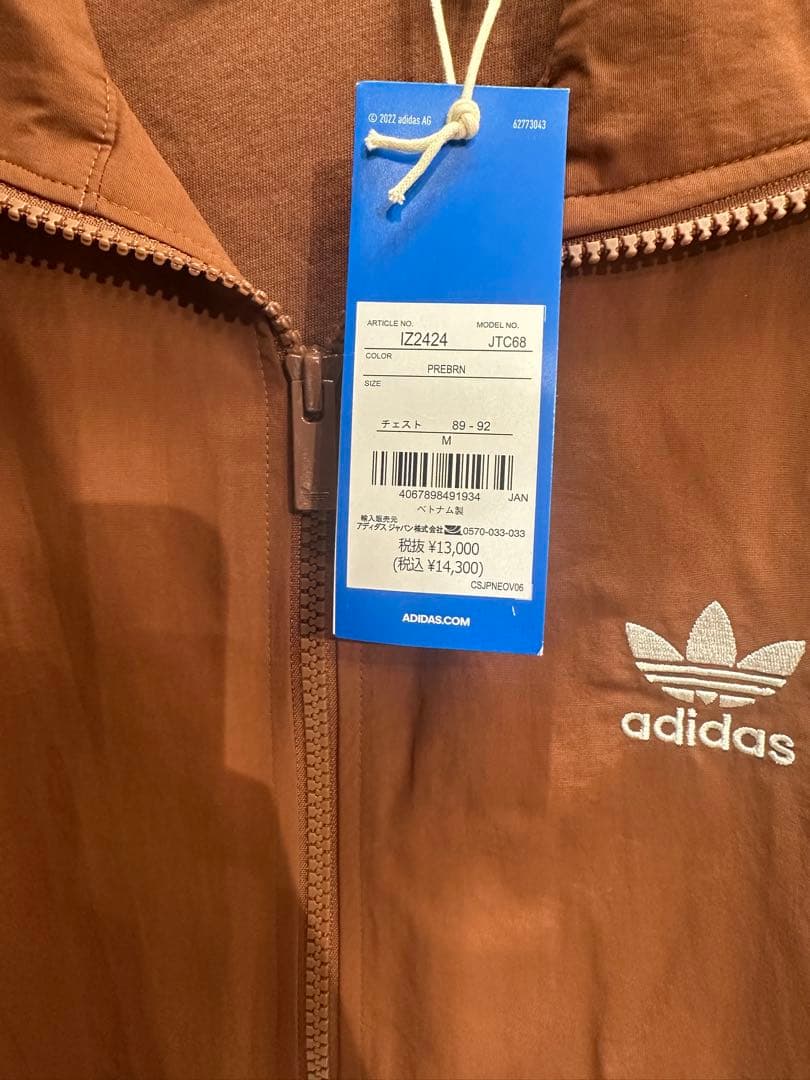 © 2022 adidas AG 62773043
ARTICLE NO. MODEL NO.
IZ2424 JTC68
COLOR
PREBRN
SIZE
チェスト 89 - 92
M
4067898491934 JAN
ベトナム製
輸入販売元
アディダス ジャパン株式会社 0570-033-033
税抜 ¥13,000
(税込 ¥14,300)
CSJPNEOV06
ADIDAS.COM
adidas